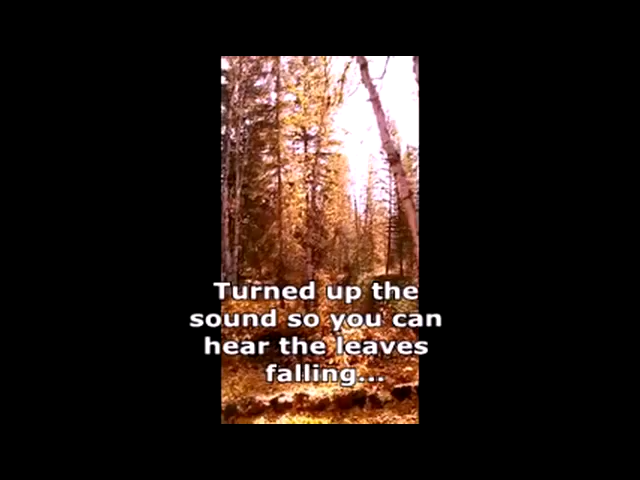 Turned up the
sound so you can
hear the leaves
falling...